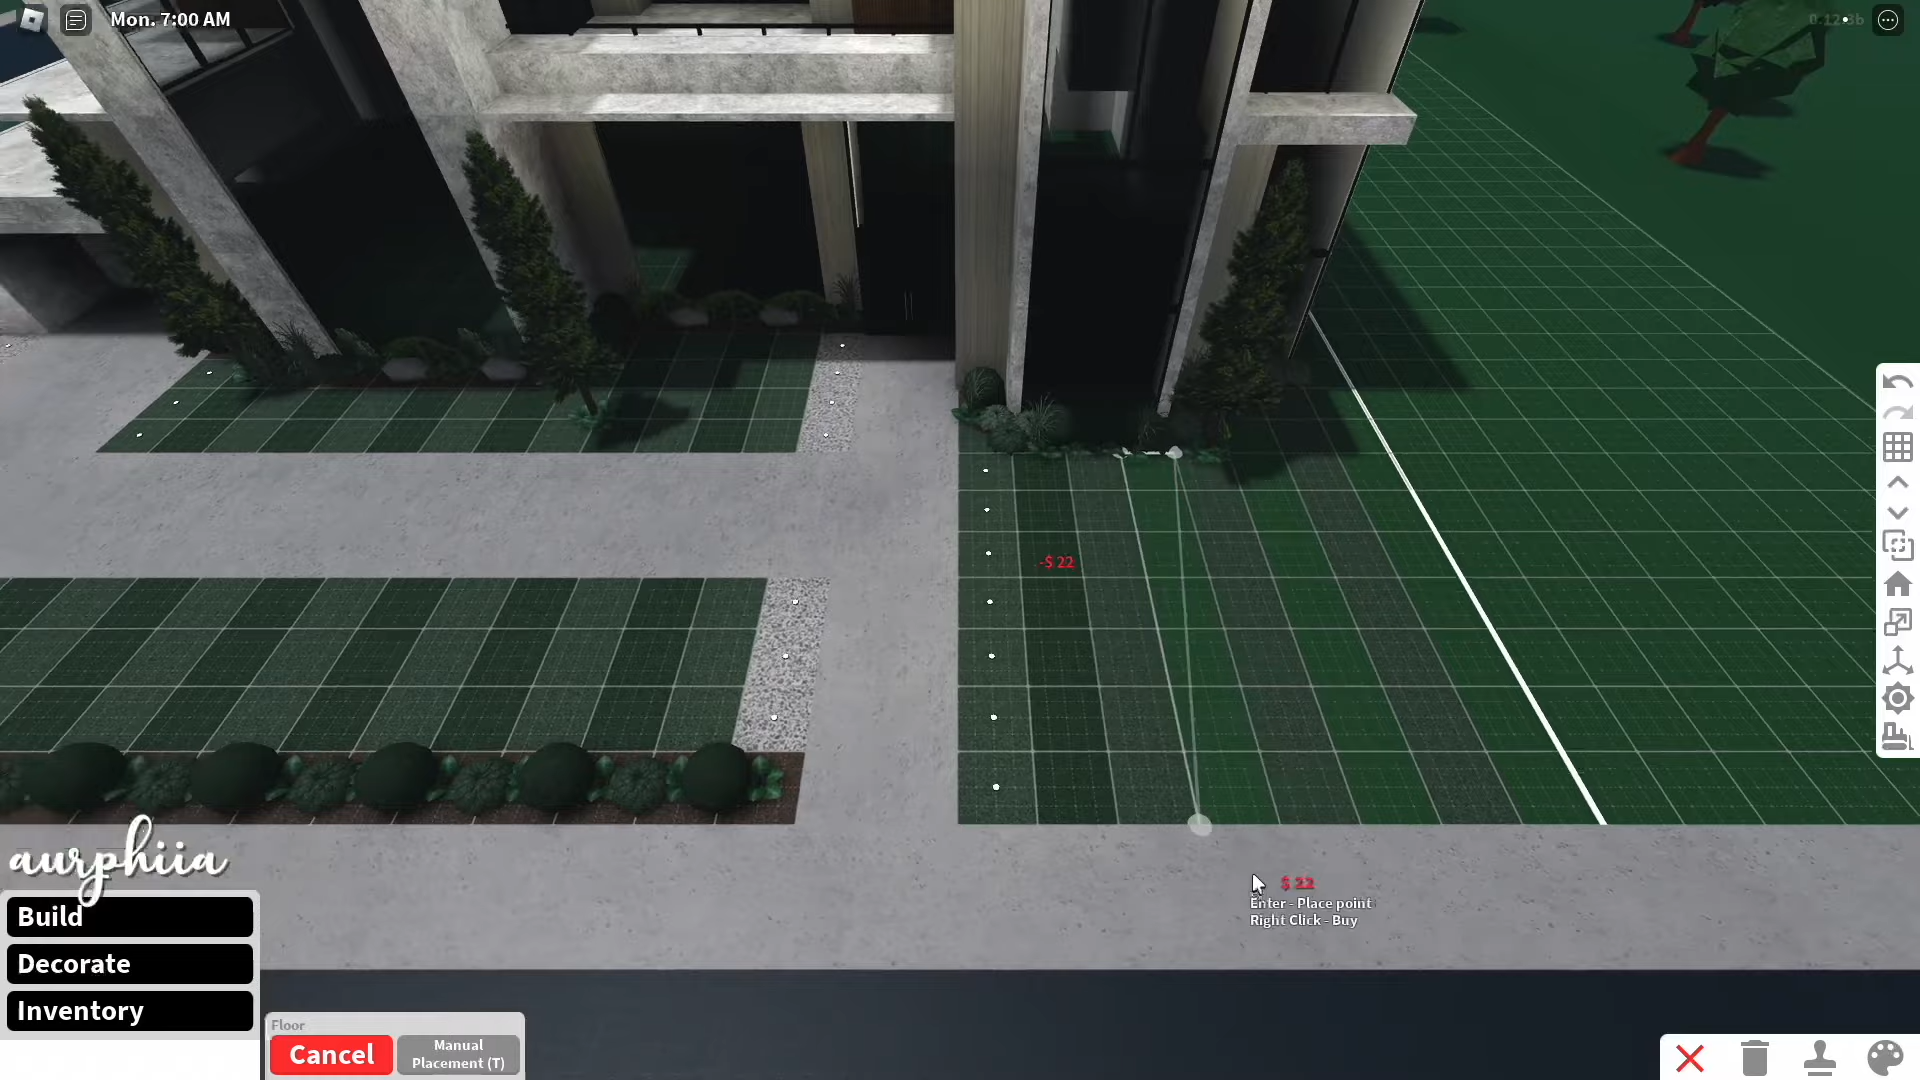 Mon. 7:00 AM
-$ 22
$ 22
Enter - Place point
Right Click - Buy
aurphiia
Build
Decorate
Inventory
Floor
Cancel
Manual
Placement (T)